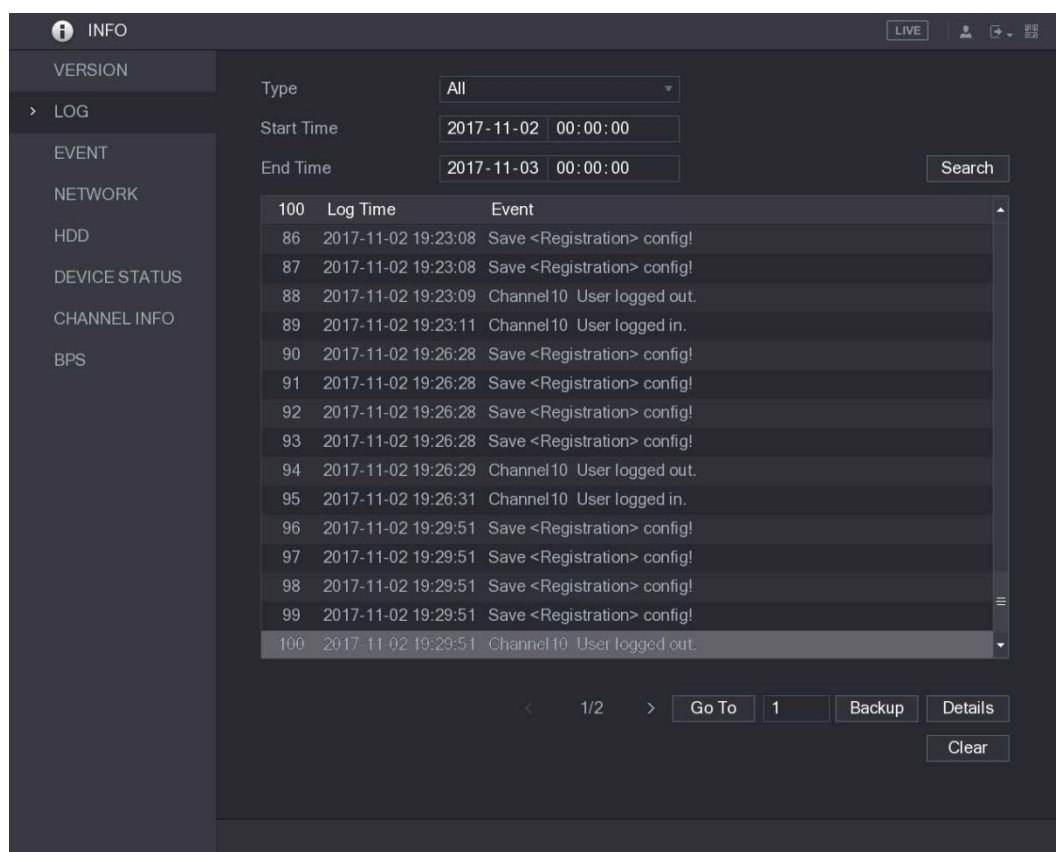 INFO LIVE
VERSION
LOG
EVENT
NETWORK
HDD
DEVICE STATUS
CHANNEL INFO
BPS
Type All
Start Time 2017-11-02 00:00:00
End Time 2017-11-03 00:00:00
Search
100 Log Time Event
86 2017-11-02 19:23:08 Save <Registration> config!
87 2017-11-02 19:23:08 Save <Registration> config!
88 2017-11-02 19:23:09 Channel10 User logged out.
89 2017-11-02 19:23:11 Channel10 User logged in.
90 2017-11-02 19:26:28 Save <Registration> config!
91 2017-11-02 19:26:28 Save <Registration> config!
92 2017-11-02 19:26:28 Save <Registration> config!
93 2017-11-02 19:26:28 Save <Registration> config!
94 2017-11-02 19:26:29 Channel10 User logged out.
95 2017-11-02 19:26:31 Channel10 User logged in.
96 2017-11-02 19:29:51 Save <Registration> config!
97 2017-11-02 19:29:51 Save <Registration> config!
98 2017-11-02 19:29:51 Save <Registration> config!
99 2017-11-02 19:29:51 Save <Registration> config!
100 2017-11-02 19:29:51 Channel10 User logged out.
1/2 Go To 1 Backup Details
Clear